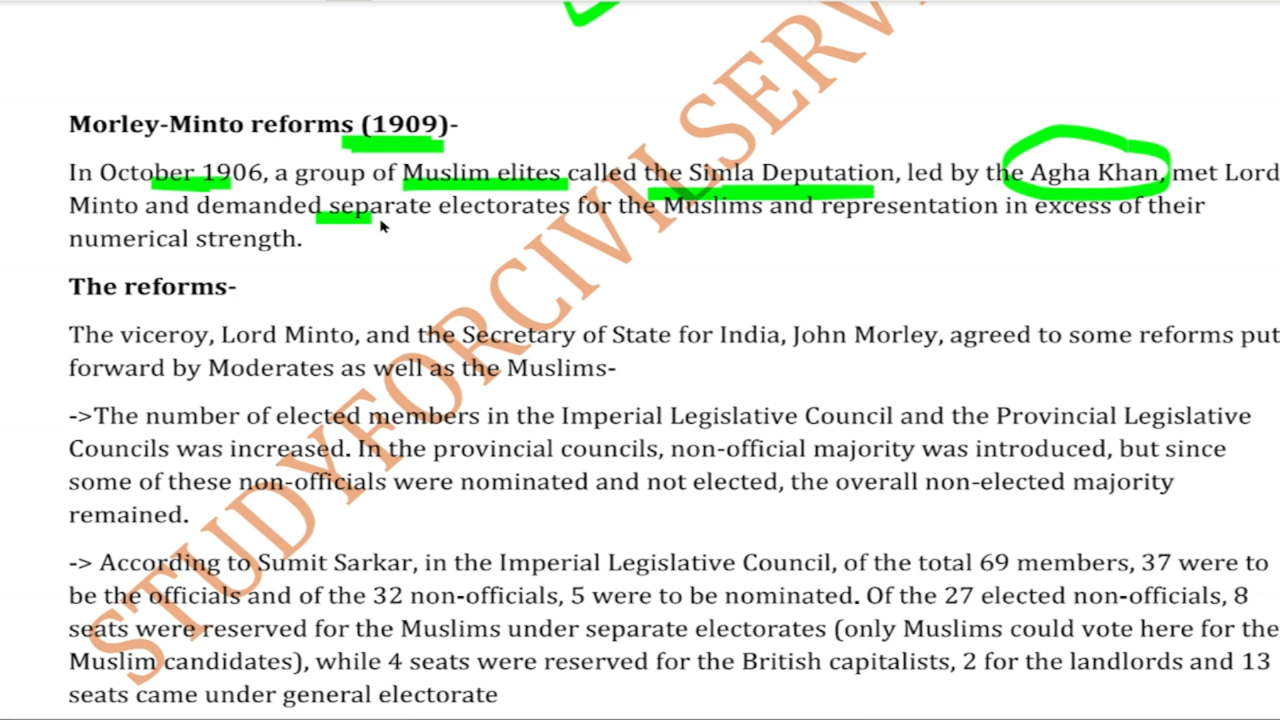 Morley-Minto reforms (1909)-
In October 1906, a group of Muslim elites called the Simla Deputation, led by the Agha Khan, met Lord
Minto and demanded separate electorates for the Muslims and representation in excess of their
numerical strength.
The reforms-
The viceroy, Lord Minto, and the Secretary of State for India, John Morley, agreed to some reforms put
forward by Moderates as well as the Muslims-
->The number of elected members in the Imperial Legislative Council and the Provincial Legislative
Councils was increased. In the provincial councils, non-official majority was introduced, but since
some of these non-officials were nominated and not elected, the overall non-elected majority
remained.
-> According to Sumit Sarkar, in the Imperial Legislative Council, of the total 69 members, 37 were to
be the officials and of the 32 non-officials, 5 were to be nominated. Of the 27 elected non-officials, 8
seats were reserved for the Muslims under separate electorates (only Muslims could vote here for the
Muslim candidates), while 4 seats were reserved for the British capitalists, 2 for the landlords and 13
seats came under general electorate
STUDYFORCIVILSERV